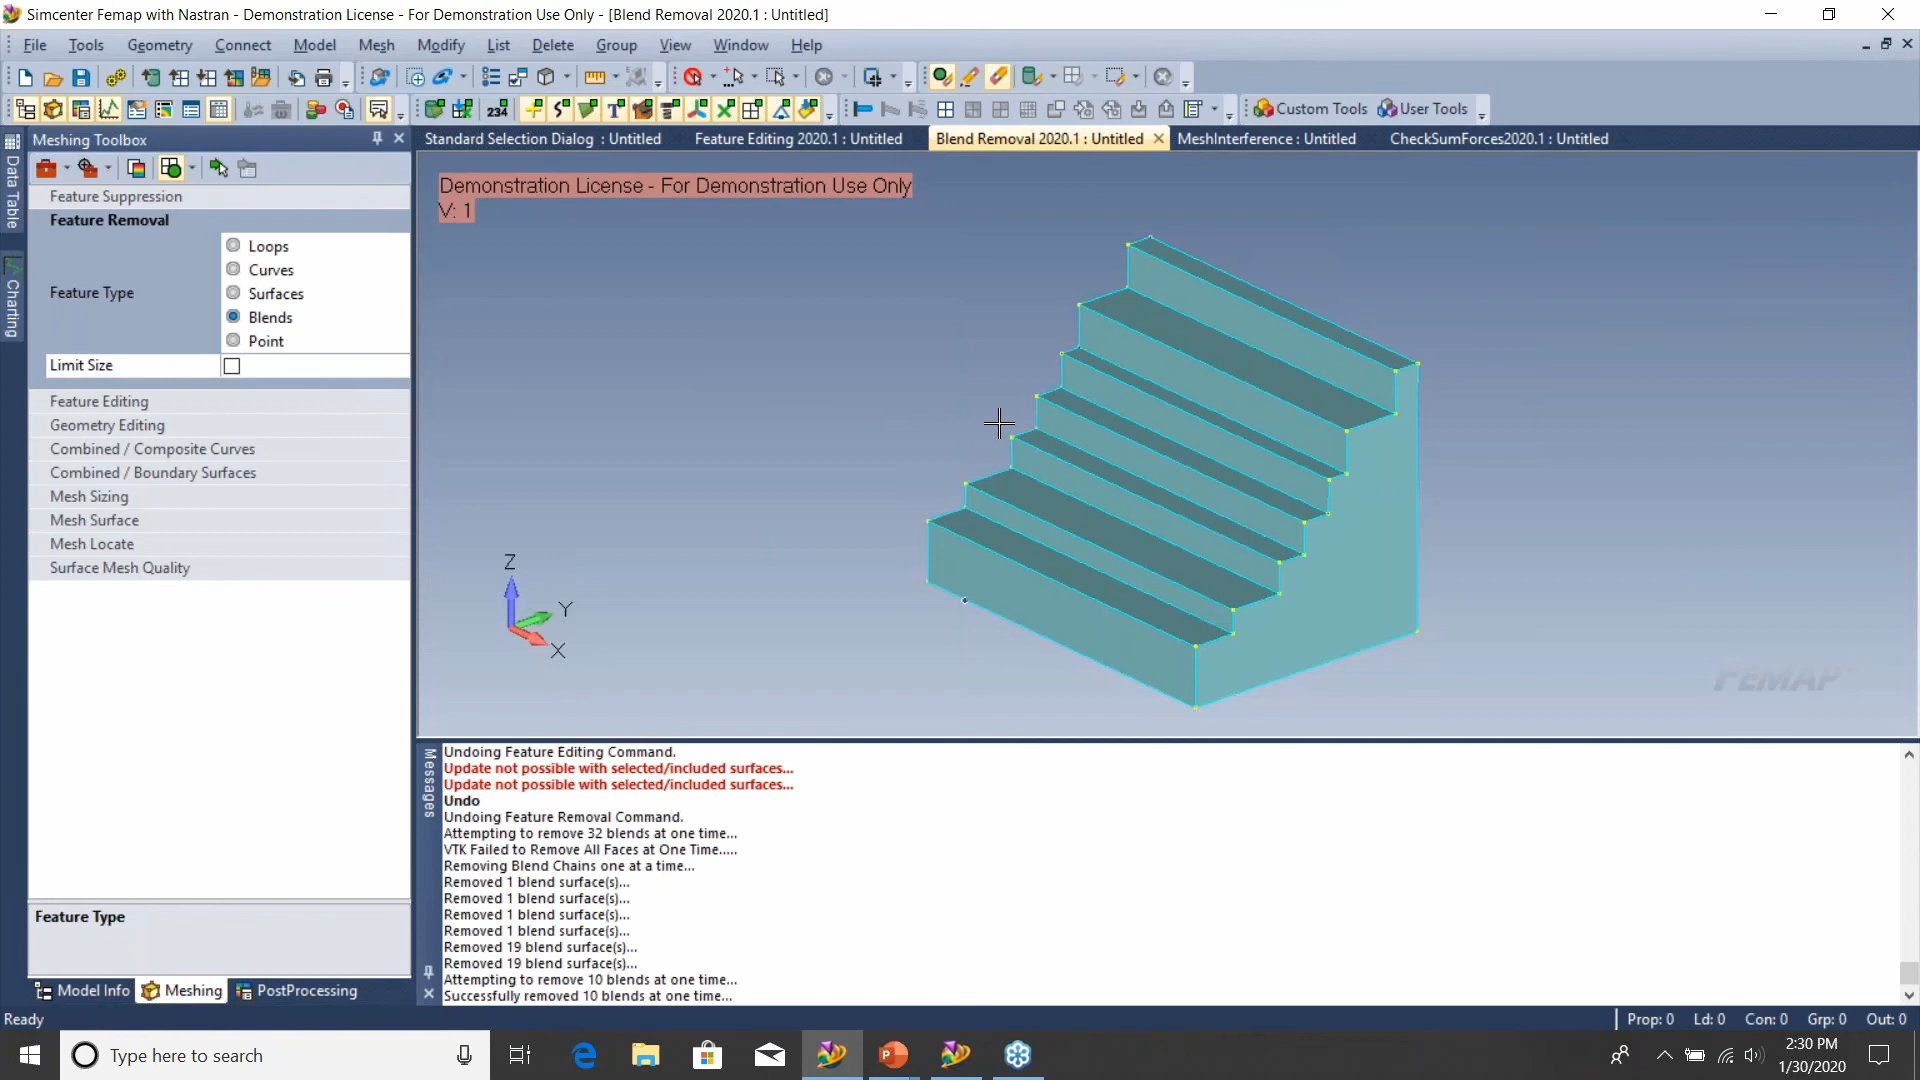 Simcenter Femap with Nastran - Demonstration License - For Demonstration Use Only - [Blend Removal 2020.1 : Untitled]
File Tools Geometry Connect Model Mesh Modify List Delete Group View Window Help
234
Custom Tools User Tools
Meshing Toolbox
Standard Selection Dialog : Untitled Feature Editing 2020.1 : Untitled Blend Removal 2020.1 : Untitled MeshInterference : Untitled CheckSumForces2020.1 : Untitled
Data Table
Charting
Feature Suppression
Feature Removal
Feature Type
Loops
Curves
Surfaces
Blends
Point
Limit Size
Feature Editing
Geometry Editing
Combined / Composite Curves
Combined / Boundary Surfaces
Mesh Sizing
Mesh Surface
Mesh Locate
Surface Mesh Quality
Feature Type
Model Info Meshing PostProcessing
Demonstration License - For Demonstration Use Only
V: 1
Z
Y
X
FEMAP
Messages
Undoing Feature Editing Command.
Update not possible with selected/included surfaces...
Update not possible with selected/included surfaces...
Undo
Undoing Feature Removal Command.
Attempting to remove 32 blends at one time...
VTK Failed to Remove All Faces at One Time.....
Removing Blend Chains one at a time...
Removed 1 blend surface(s)...
Removed 1 blend surface(s)...
Removed 1 blend surface(s)...
Removed 1 blend surface(s)...
Removed 19 blend surface(s)...
Removed 19 blend surface(s)...
Attempting to remove 10 blends at one time...
Successfully removed 10 blends at one time...
Ready
Prop: 0 Ld: 0 Con: 0 Grp: 0 Out: 0
Type here to search
2:30 PM
1/30/2020